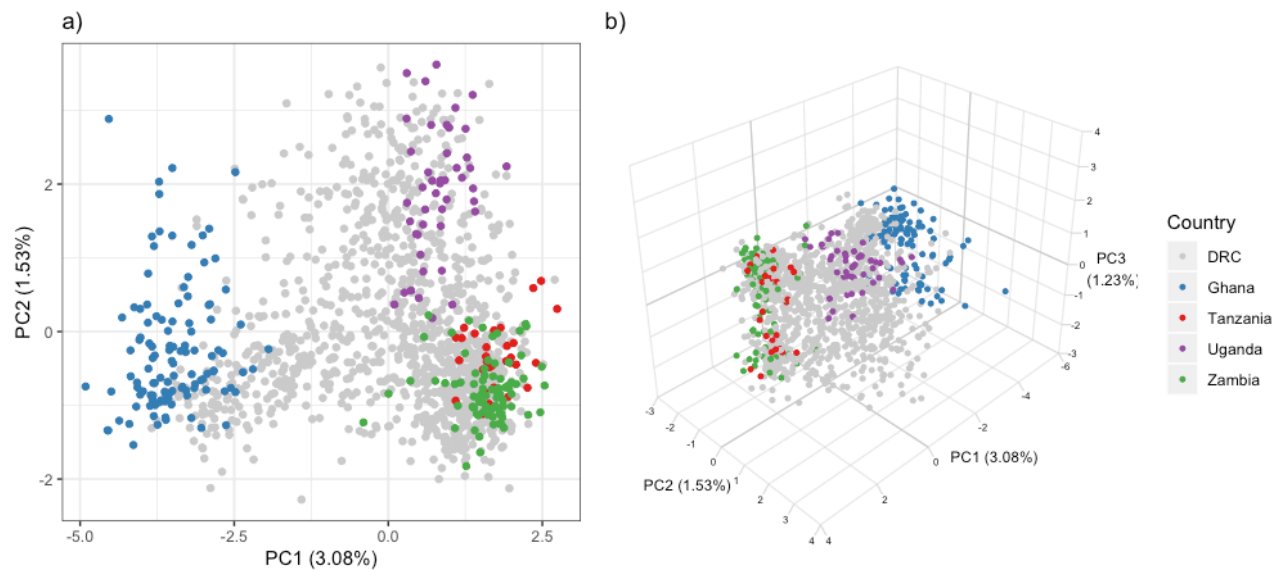 a)
2
0
-2
PC2 (1.53%)
-5.0
-2.5
0.0
2.5
PC1 (3.08%)
b)
4
3
2
1
0
-1
-2
-3
PC3
(1.23%)
-6
-4
-2
0
2
4
PC1 (3.08%)
-3
-2
-1
0
1
2
3
4
PC2 (1.53%)
Country
DRC
Ghana
Tanzania
Uganda
Zambia